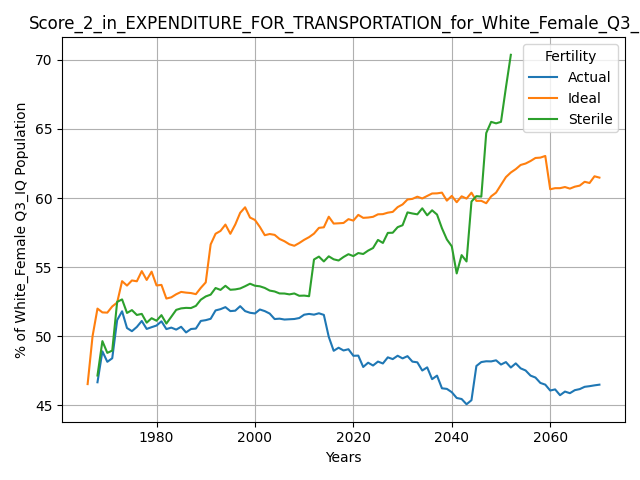 Score_2_in_EXPENDITURE_FOR_TRANSPORTATION_for_White_Female_Q3_
Fertility
Actual
Ideal
Sterile
% of White_Female Q3_IQ Population
70
65
60
55
50
45
1980 2000 2020 2040 2060
Years